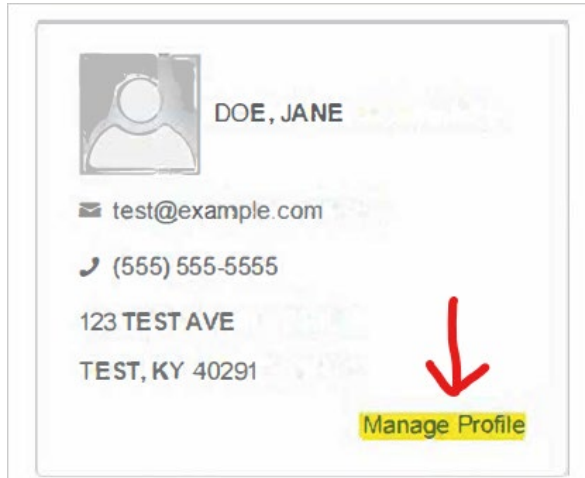 DOE, JANE
test@example.com
(555) 555-5555
123 TEST AVE
TEST, KY 40291
Manage Profile